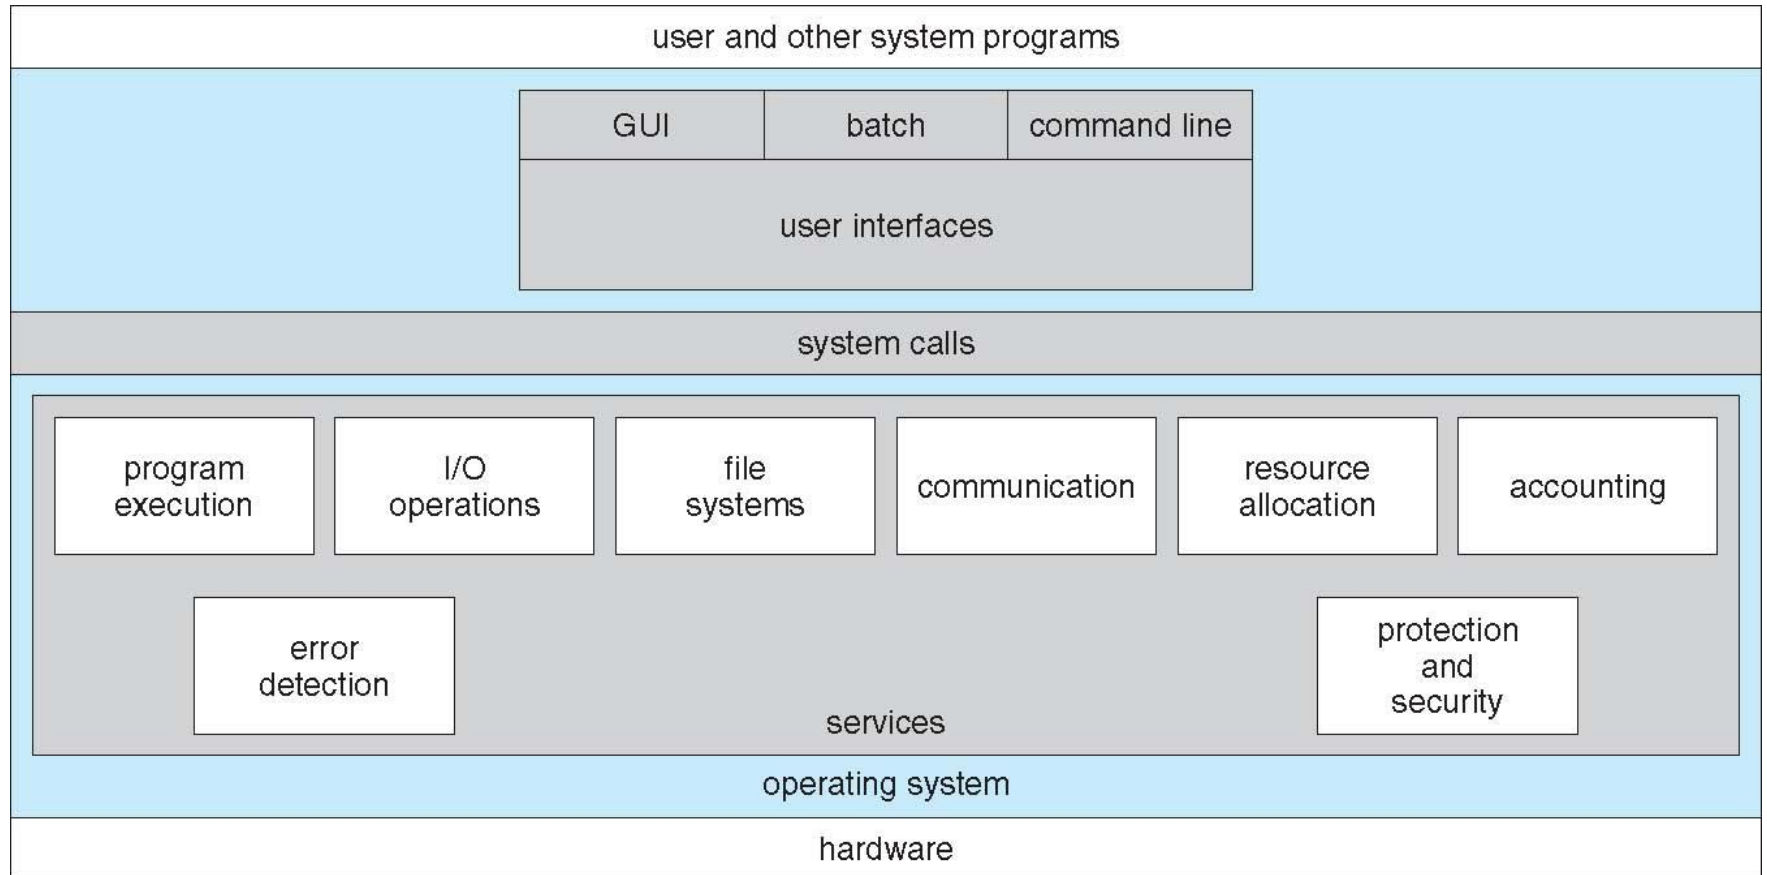 user and other system programs
GUI
batch
command line
user interfaces
system calls
program
execution
I/O
operations
file
systems
communication
resource
allocation
accounting
error
detection
protection
and
security
services
operating system
hardware